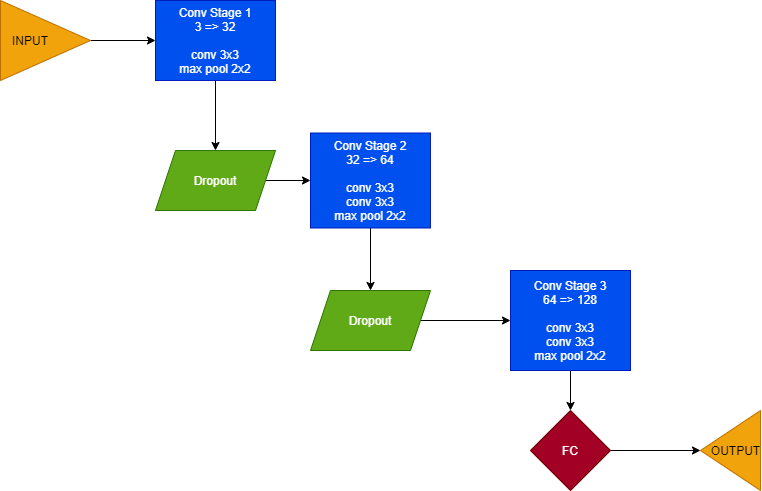 INPUT
Conv Stage 1
3 => 32
conv 3x3
max pool 2x2
Dropout
Conv Stage 2
32 => 64
conv 3x3
conv 3x3
max pool 2x2
Dropout
Conv Stage 3
64 => 128
conv 3x3
conv 3x3
max pool 2x2
FC
OUTPUT